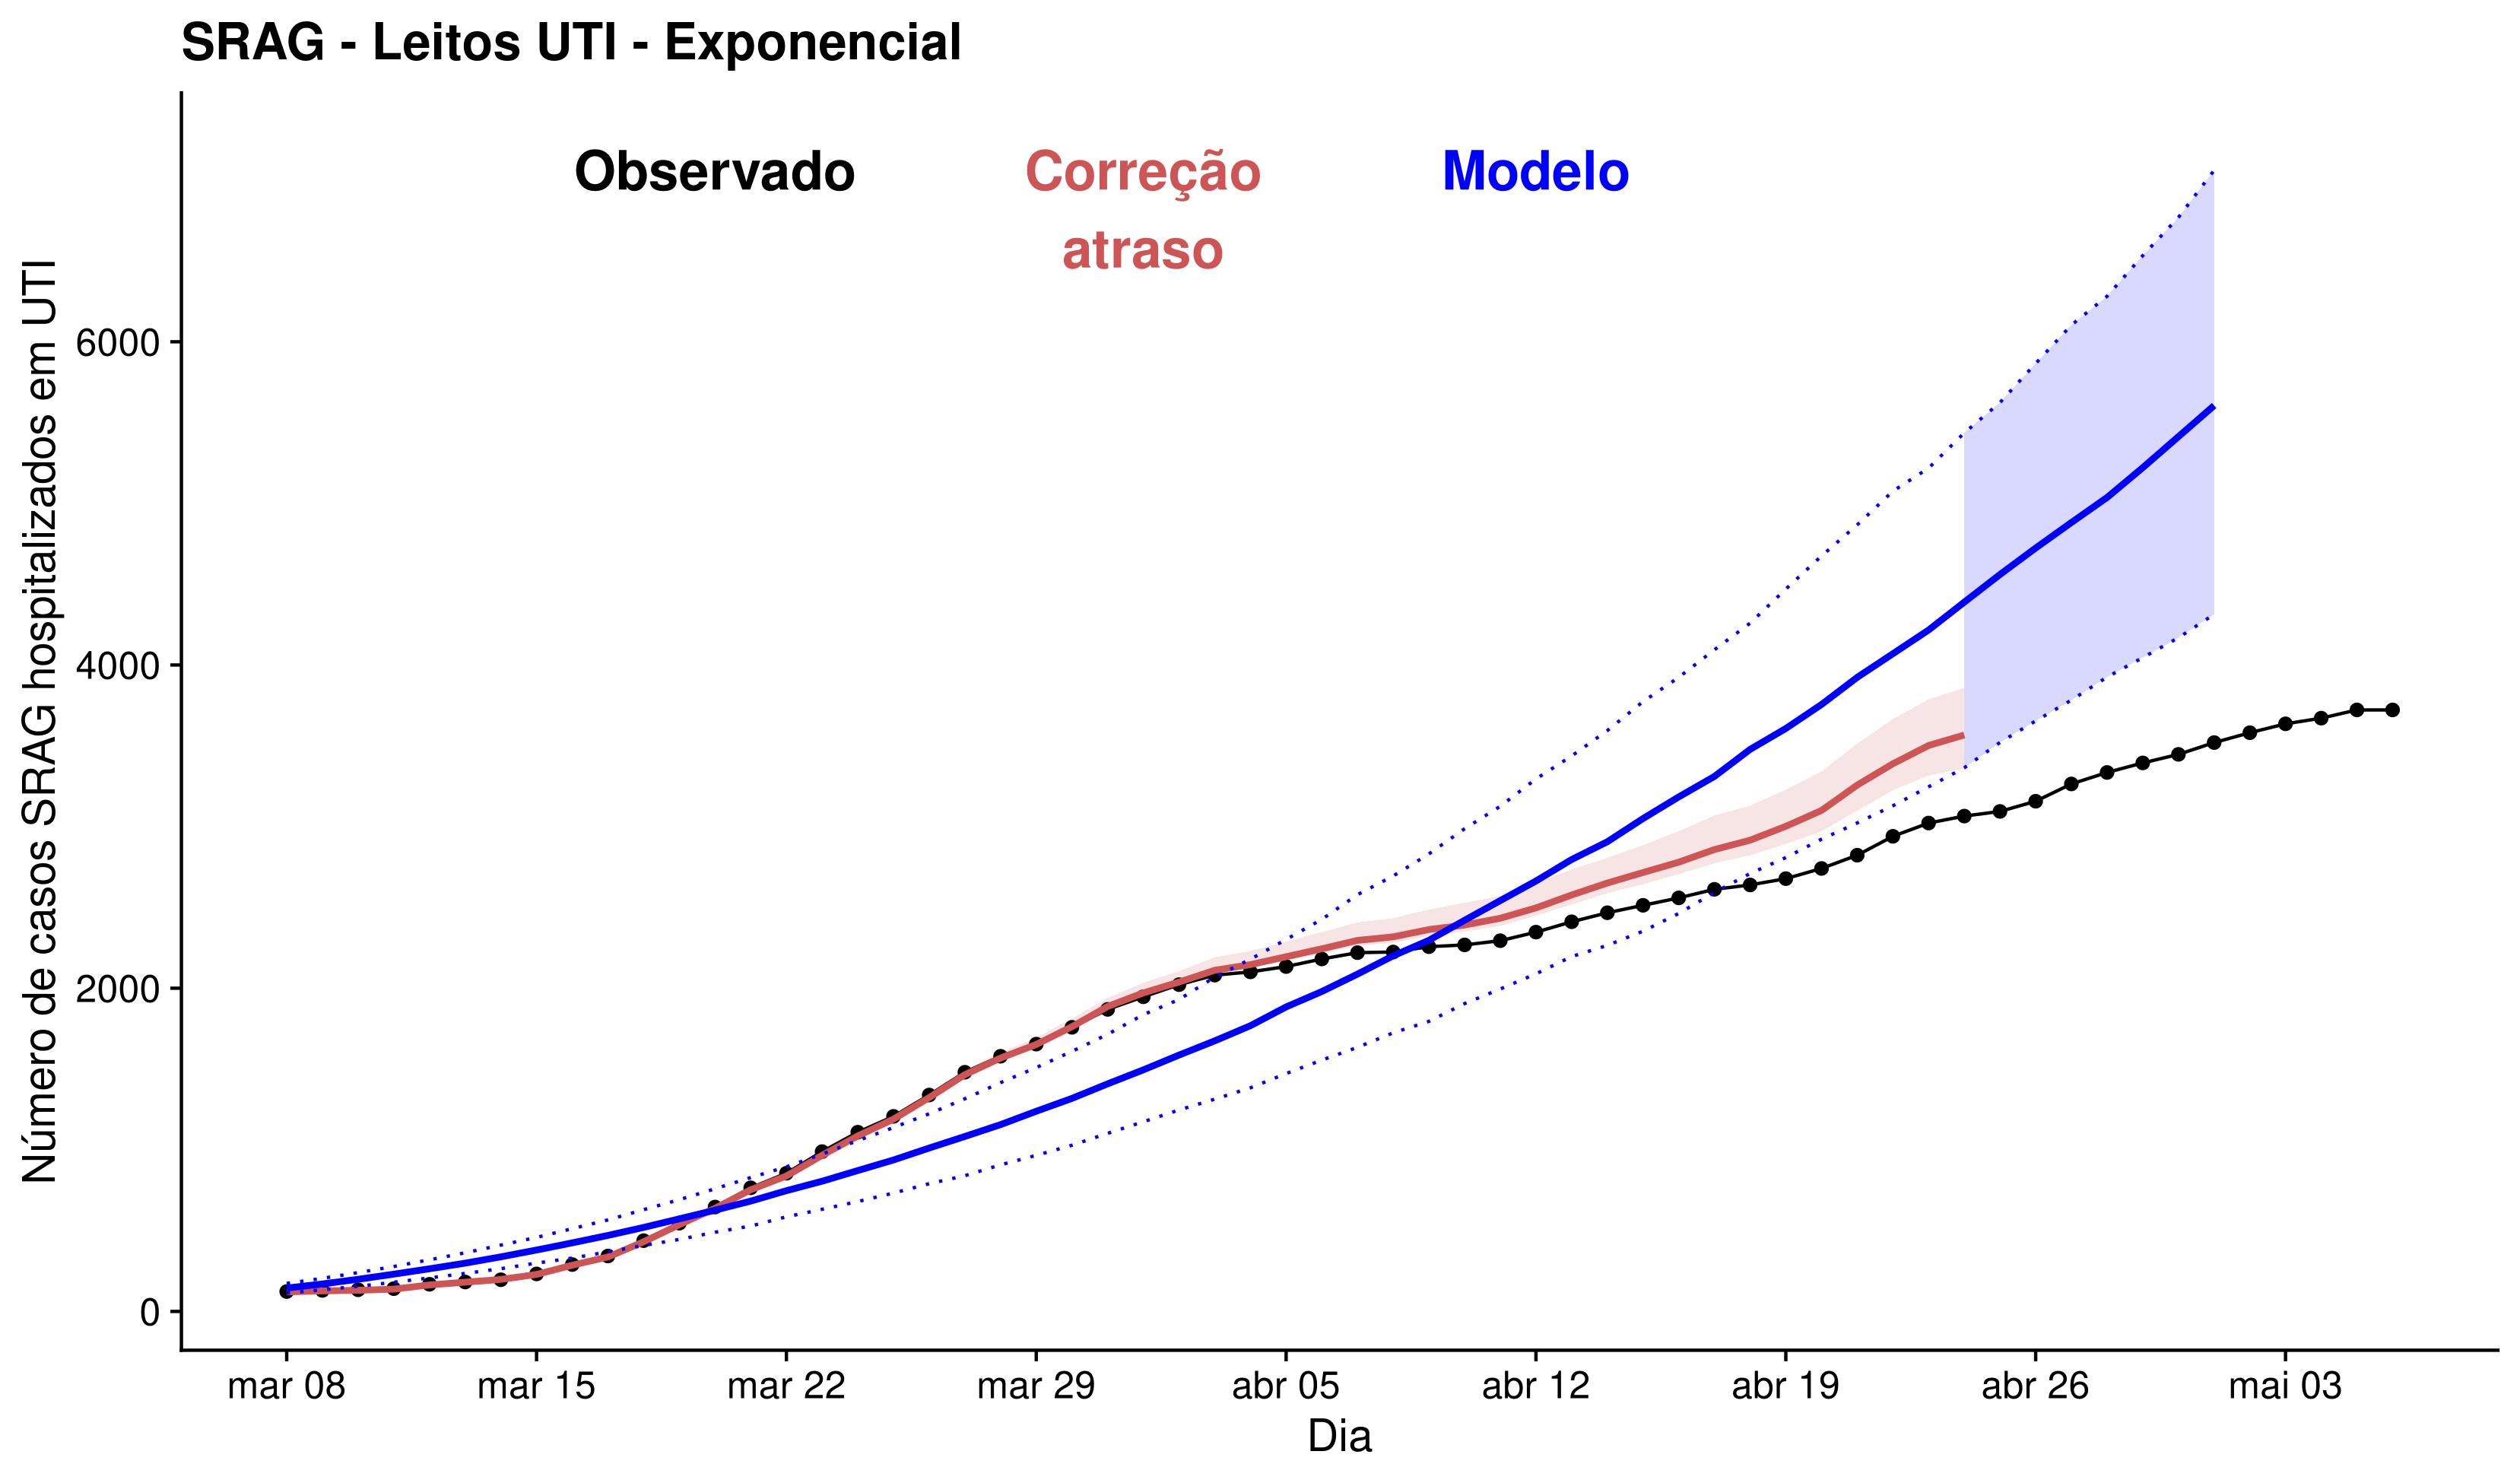 SRAG - Leitos UTI - Exponencial
Observado
Correção
atraso
Modelo
Número de casos SRAG hospitalizados em UTI
6000
4000
2000
0
mar 08
mar 15
mar 22
mar 29
abr 05
abr 12
abr 19
abr 26
mai 03
Dia